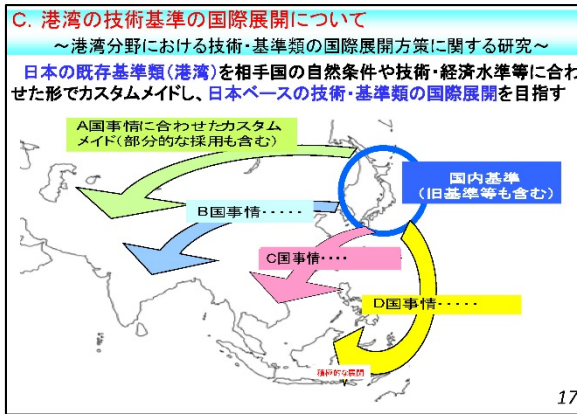 C. 港湾の技術基準の国際展開について
～港湾分野における技術・基準類の国際展開方策に関する研究～
日本の既存基準類(港湾)を相手国の自然条件や技術・経済水準等に合わ
せた形でカスタムメイドし、日本ベースの技術・基準類の国際展開を目指す
A国事情に合わせたカスタム
メイド(部分的な採用も含む)
国内基準
(旧基準等も含む)
B国事情・・・・・
C国事情・・・・
D国事情・・・・・
積極的な展開
17